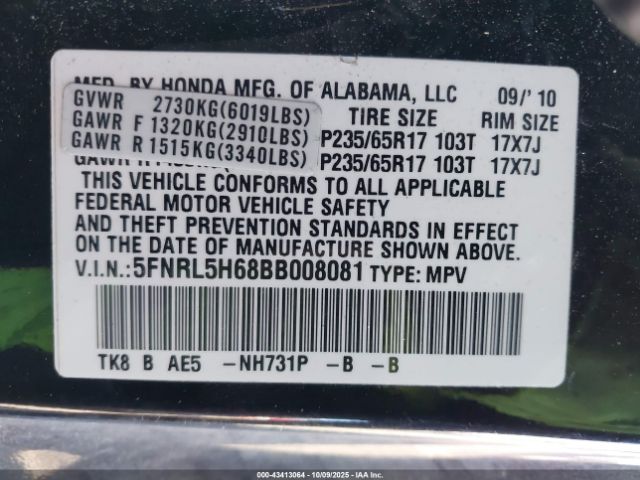 MFD. BY HONDA MFG. OF ALABAMA, LLC 09/' 10
GVWR 2730KG(6019LBS) TIRE SIZE RIM SIZE
GAWR F 1320KG(2910LBS) P235/65R17 103T 17X7J
GAWR R 1515KG(3340LBS) P235/65R17 103T 17X7J
GAWR R
THIS VEHICLE CONFORMS TO ALL APPLICABLE
FEDERAL MOTOR VEHICLE SAFETY
AND THEFT PREVENTION STANDARDS IN EFFECT
ON THE DATE OF MANUFACTURE SHOWN ABOVE.
V.I.N.:5FNRL5H68BB008081 TYPE: MPV
TK8 B AE5 -NH731P -B -B
000-43413064 - 10/09/2025 - IAAI.COM